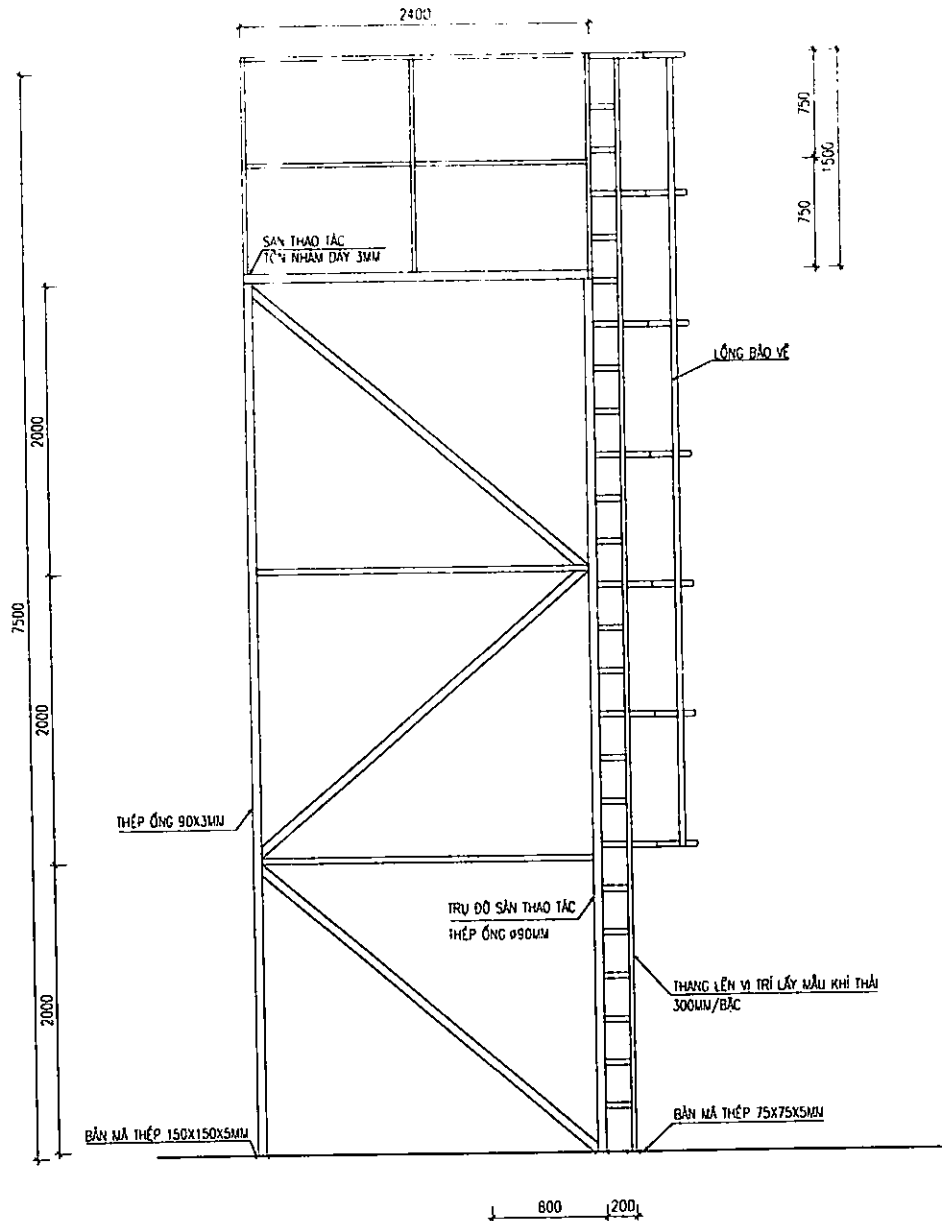 2400
750
1500
750
SÀN THAO TÁC
TÔN NHÁM DÀY 3MM
LỒNG BẢO VỆ
2000
7500
2000
THÉP ỐNG 90X3MM
TRỤ ĐỠ SÀN THAO TÁC
THÉP ỐNG Ø90MM
THANG LÊN VỊ TRÍ LẤY MẪU KHÍ THẢI
300MM/BẬC
2000
BẢN MÃ THÉP 150X150X5MM
BẢN MÃ THÉP 75X75X5MM
800
200